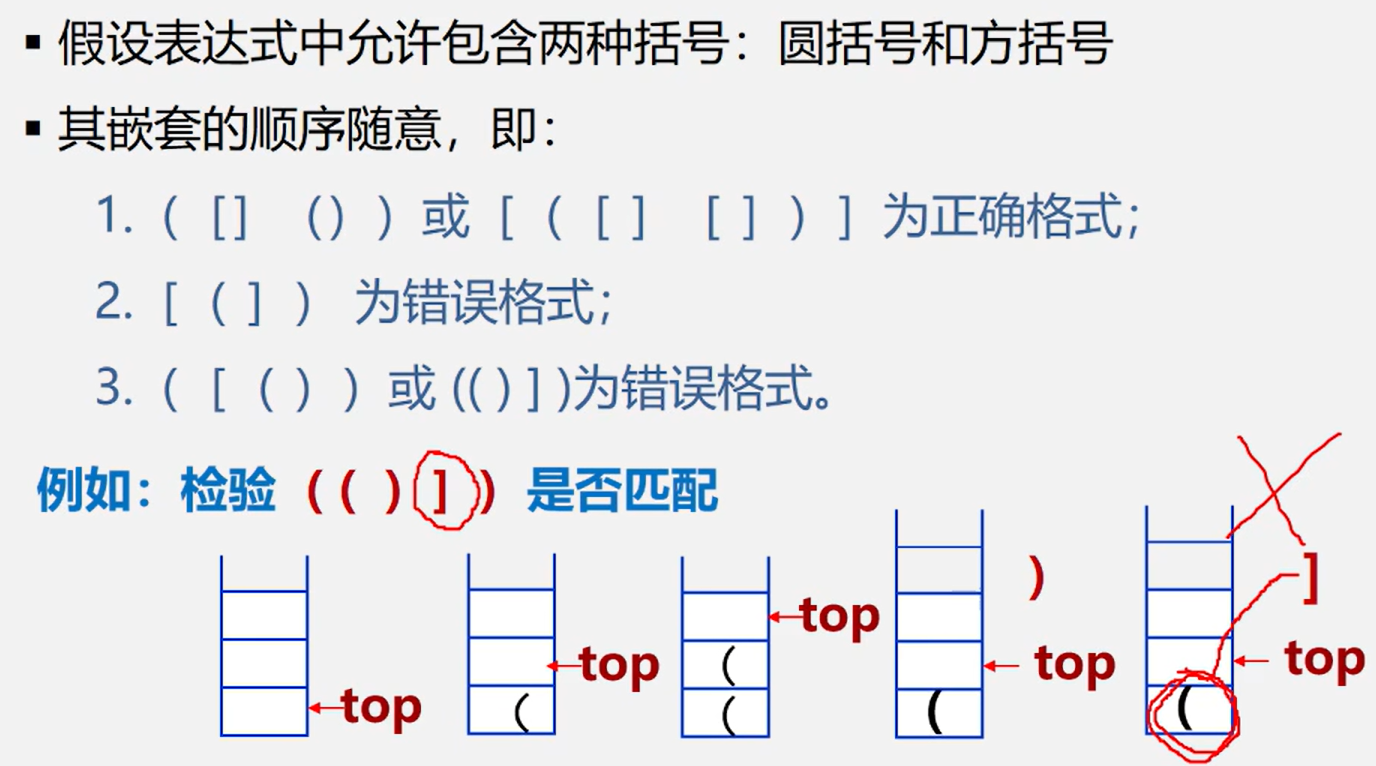 ▪ 假设表达式中允许包含两种括号：圆括号和方括号
▪ 其嵌套的顺序随意，即：
1. ( [] () ) 或 [ ( [ ] [ ] ) ] 为正确格式；
2. [ ( ] ) 为错误格式；
3. ( [ ( ) ) 或 (( ) ] )为错误格式。
例如：检验 ( ( ) ] ) 是否匹配
( top
( top
( ( top
( ) top
( ] top